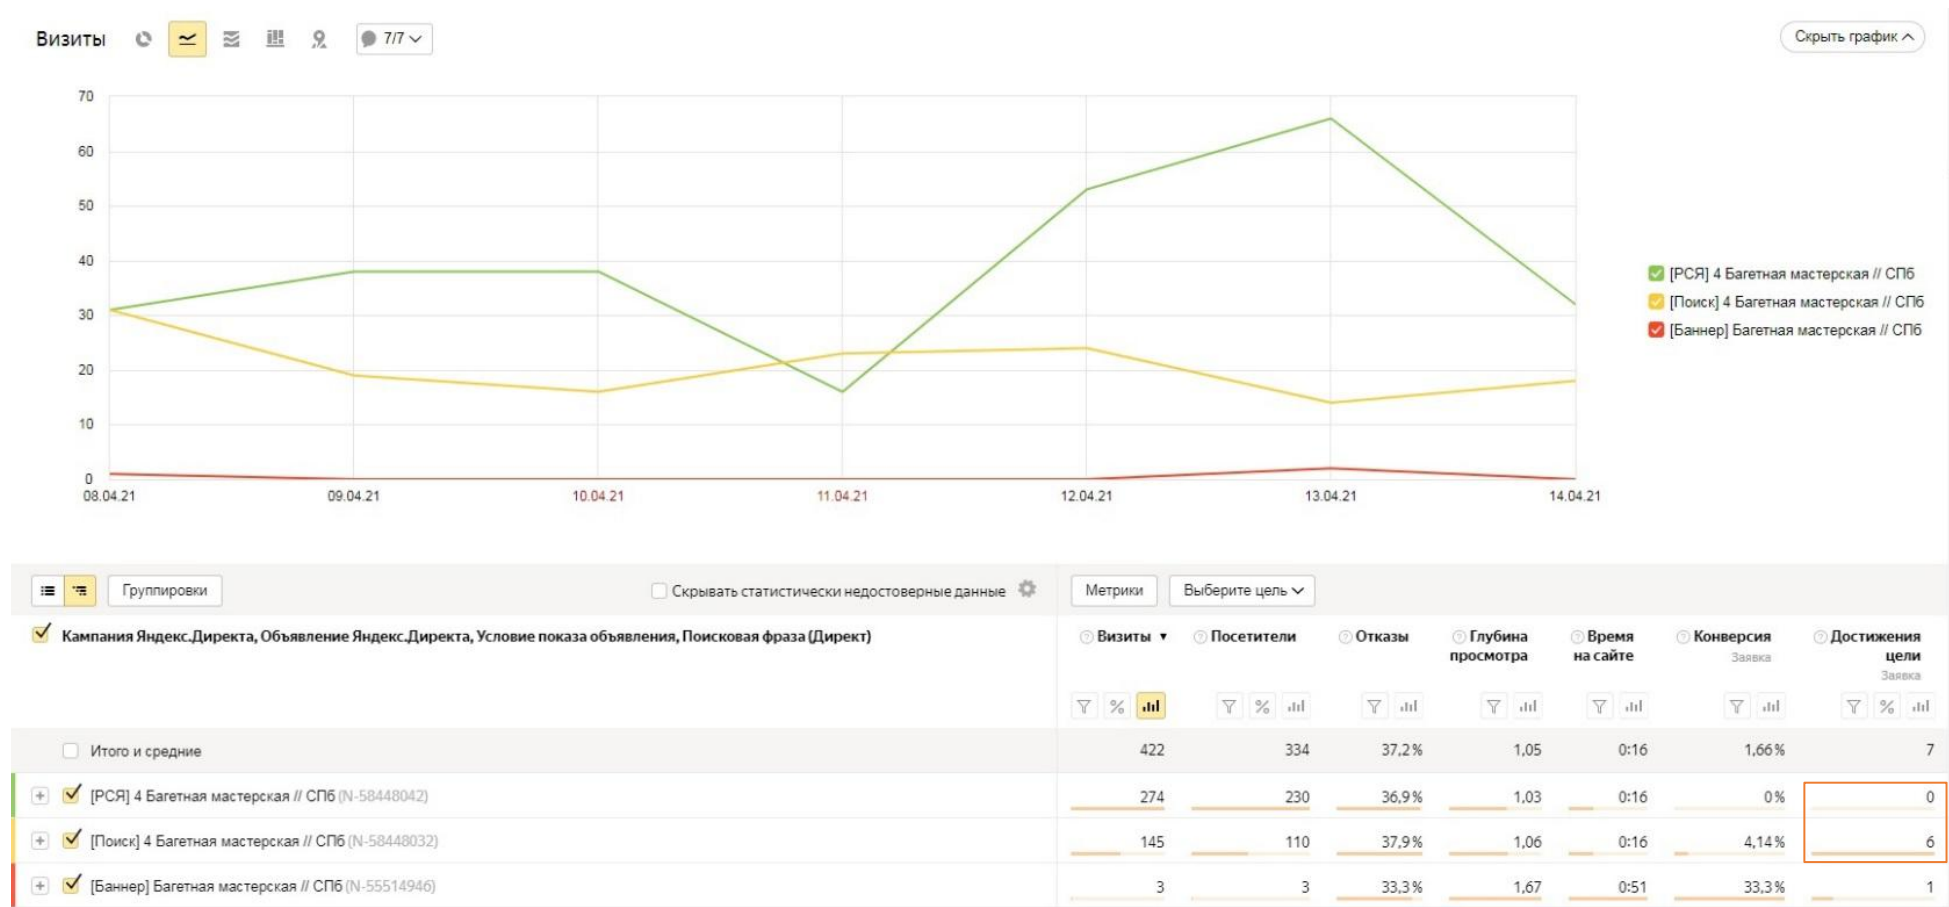 Визиты 7/7 Скрыть график
70
60
50
40
30
20
10
0
08.04.21 09.04.21 10.04.21 11.04.21 12.04.21 13.04.21 14.04.21
[РСЯ] 4 Багетная мастерская // СПб
[Поиск] 4 Багетная мастерская // СПб
[Баннер] Багетная мастерская // СПб
Группировки Скрывать статистически недостоверные данные Метрики Выберите цель
Кампания Яндекс.Директа, Объявление Яндекс.Директа, Условие показа объявления, Поисковая фраза (Директ) Визиты ▼ Посетители Отказы Глубина просмотра Время на сайте Конверсия Заявка Достижения цели Заявка
% % %
Итого и средние 422 334 37,2% 1,05 0:16 1,66% 7
[РСЯ] 4 Багетная мастерская // СПб (N-58448042) 274 230 36,9% 1,03 0:16 0% 0
[Поиск] 4 Багетная мастерская // СПб (N-58448032) 145 110 37,9% 1,06 0:16 4,14% 6
[Баннер] Багетная мастерская // СПб (N-55514946) 3 3 33,3% 1,67 0:51 33,3% 1